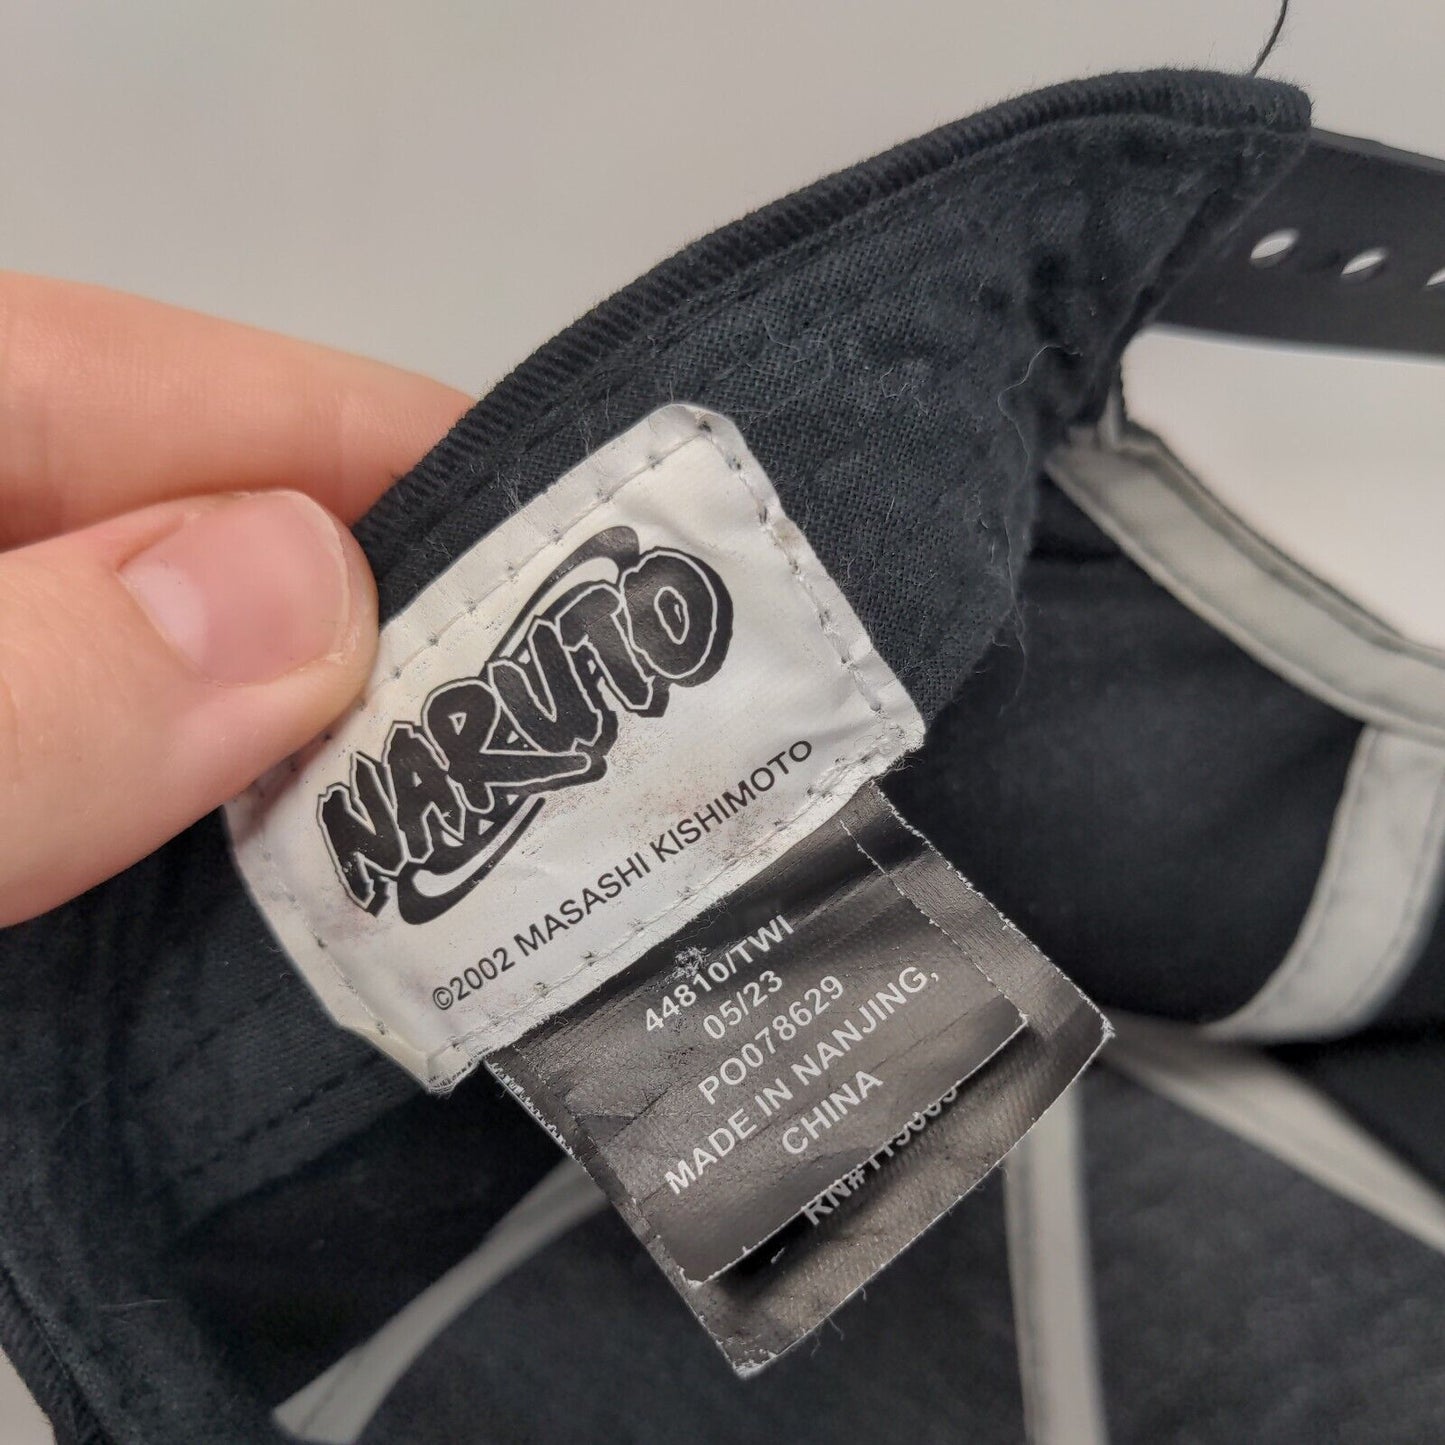 NARUTO
©2002 MASASHI KISHIMOTO
44810/TWI
05/23
PO078629
MADE IN NANJING,
CHINA